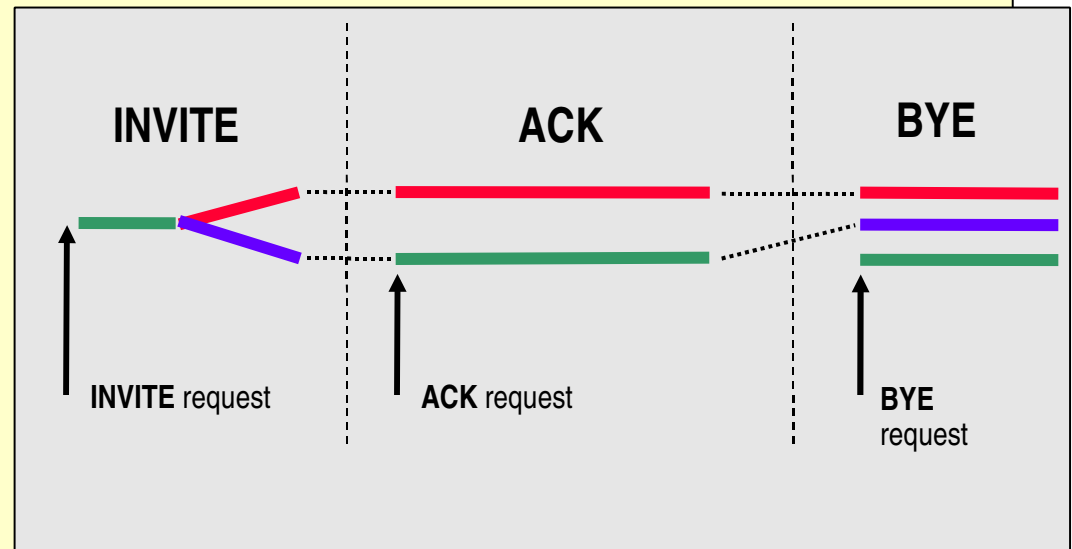 INVITE
ACK
BYE
INVITE request
ACK request
BYE
request